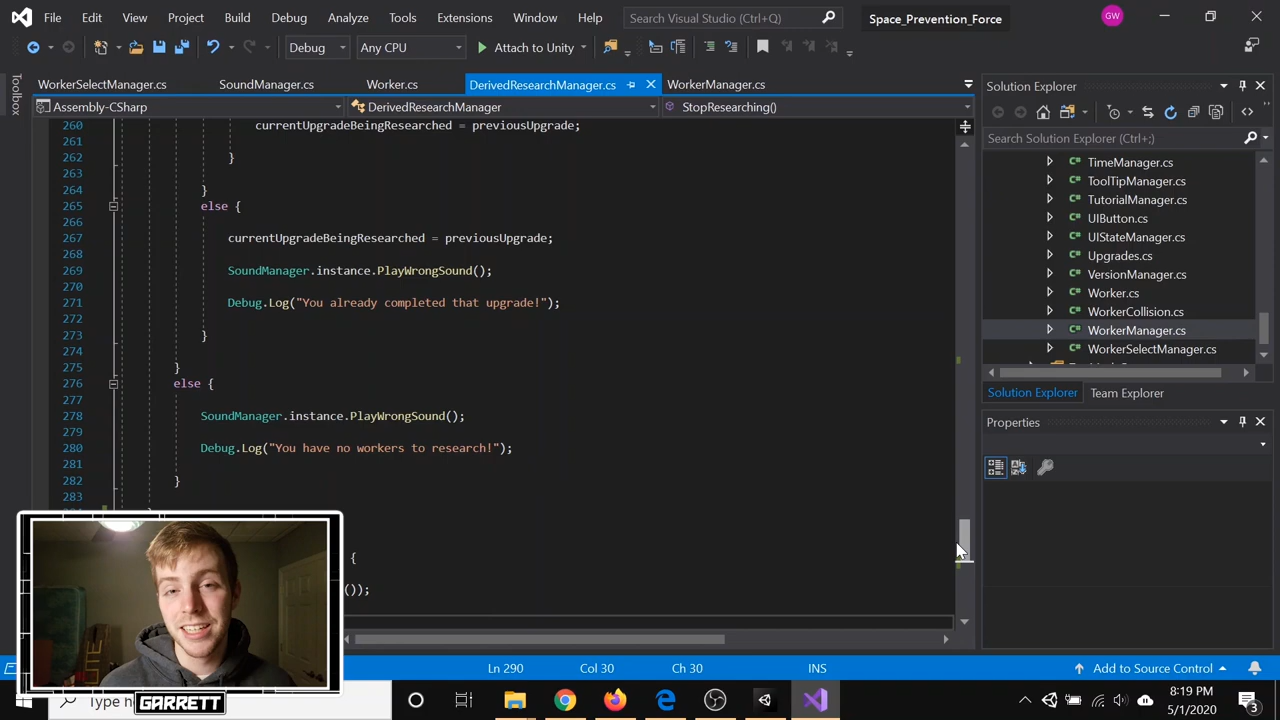 File Edit View Project Build Debug Analyze Tools Extensions Window Help Search Visual Studio (Ctrl+Q) Space_Prevention_Force GW
Debug Any CPU Attach to Unity
Toolbox
WorkerSelectManager.cs SoundManager.cs Worker.cs DerivedResearchManager.cs WorkerManager.cs
Assembly-CSharp DerivedResearchManager StopResearching()
260 currentUpgradeBeingResearched = previousUpgrade;
261
262 }
263
264 }
265 else {
266
267 currentUpgradeBeingResearched = previousUpgrade;
268
269 SoundManager.instance.PlayWrongSound();
270
271 Debug.Log("You already completed that upgrade!");
272
273 }
274
275 }
276 else {
277
278 SoundManager.instance.PlayWrongSound();
279
280 Debug.Log("You have no workers to research!");
281
282 }
283
{
());
Solution Explorer
Search Solution Explorer (Ctrl+;)
TimeManager.cs
ToolTipManager.cs
TutorialManager.cs
UIButton.cs
UIStateManager.cs
Upgrades.cs
VersionManager.cs
Worker.cs
WorkerCollision.cs
WorkerManager.cs
WorkerSelectManager.cs
Solution Explorer Team Explorer
Properties
Ln 290 Col 30 Ch 30 INS Add to Source Control
GARRETT
8:19 PM
5/1/2020
3